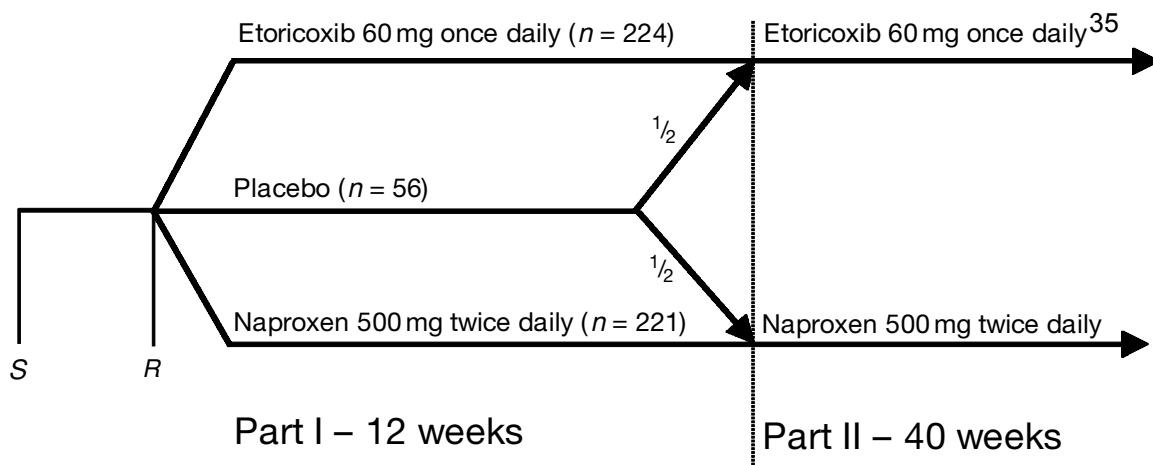 Etoricoxib 60 mg once daily (n = 224)
Etoricoxib 60 mg once daily35
1/2
Placebo (n = 56)
1/2
Naproxen 500 mg twice daily (n = 221)
Naproxen 500 mg twice daily
S
R
Part I – 12 weeks
Part II – 40 weeks